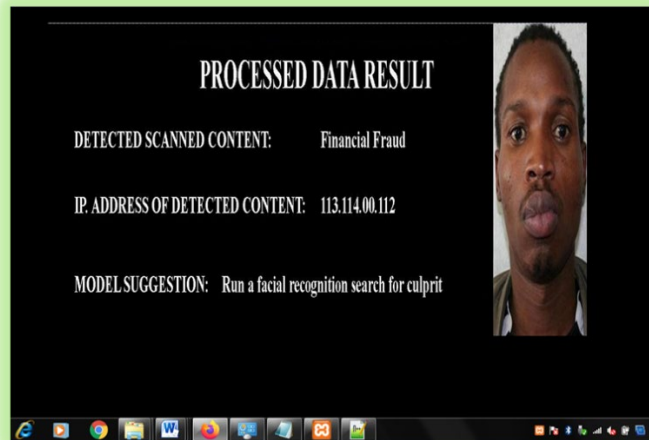 PROCESSED DATA RESULT
DETECTED SCANNED CONTENT: Financial Fraud
IP. ADDRESS OF DETECTED CONTENT: 113.114.00.112
MODEL SUGGESTION: Run a facial recognition search for culprit